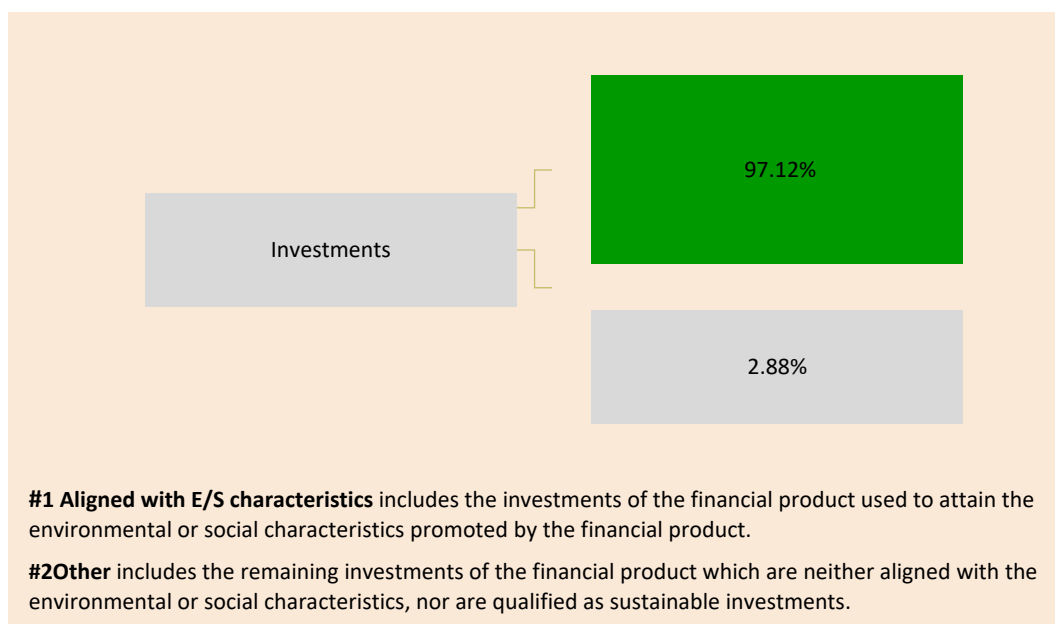 97.12%
Investments
2.88%
#1 Aligned with E/S characteristics includes the investments of the financial product used to attain the
environmental or social characteristics promoted by the financial product.
#2Other includes the remaining investments of the financial product which are neither aligned with the
environmental or social characteristics, nor are qualified as sustainable investments.